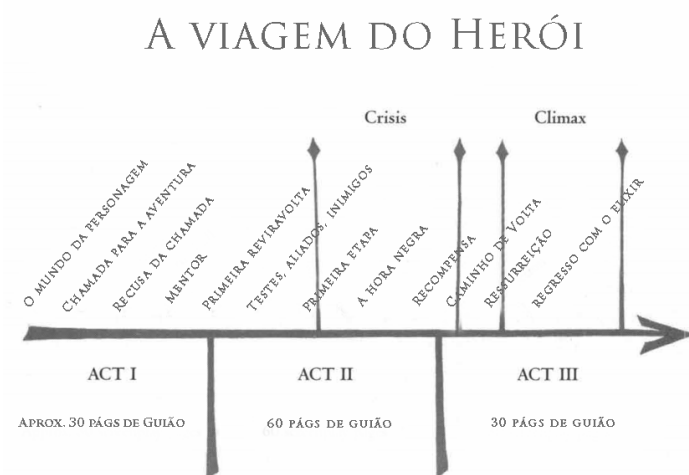 A VIAGEM DO HERÓI
Crisis
Climax
O MUNDO DA PERSONAGEM
CHAMADA PARA A AVENTURA
RECUSA DA CHAMADA
MENTOR
PRIMEIRA REVIRAVOLTA
TESTES, ALIADOS, INIMIGOS
PRIMEIRA ETAPA
A HORA NEGRA
RECOMPENSA
CAMINHO DE VOLTA
RESSURREIÇÃO
REGRESSO COM O ELIXIR
ACT I
ACT II
ACT III
APROX. 30 PÁGS DE GUIÃO
60 PÁGS DE GUIÃO
30 PÁGS DE GUIÃO